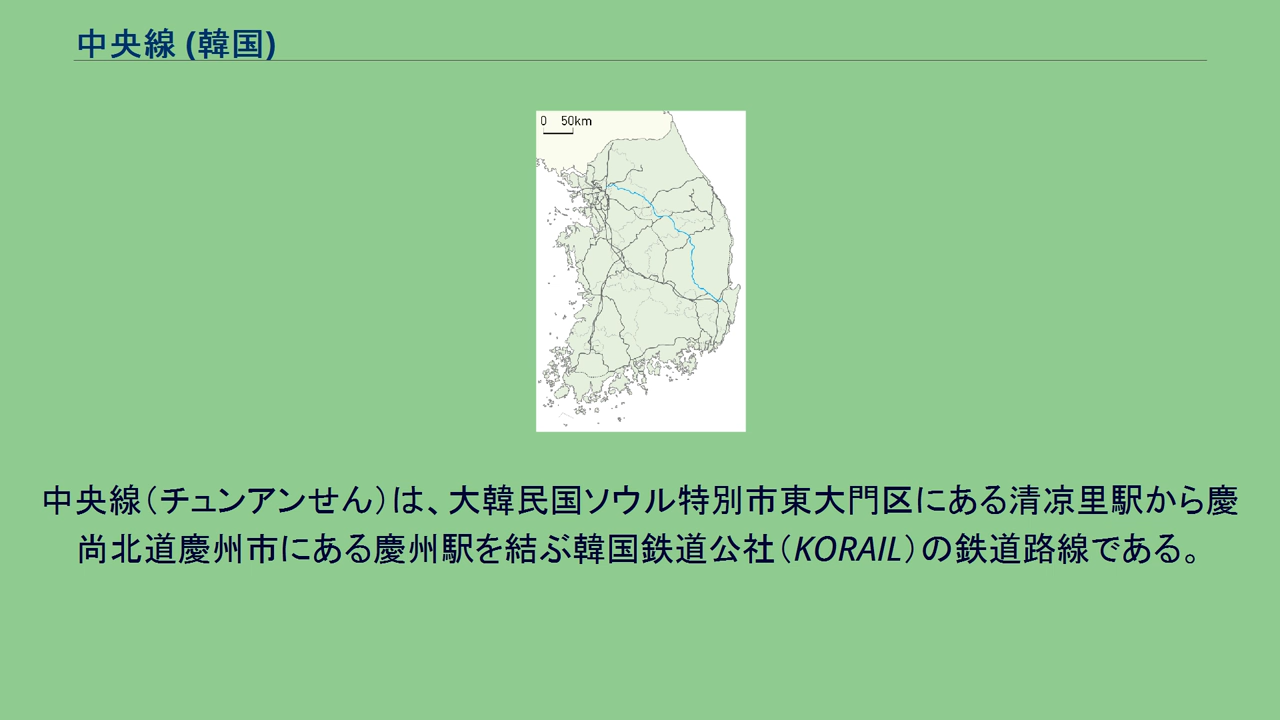 中央線 (韓国)
0 50km
中央線（チュンアンせん）は、大韓民国ソウル特別市東大門区にある清凉里駅から慶
尚北道慶州市にある慶州駅を結ぶ韓国鉄道公社（KORAIL）の鉄道路線である。